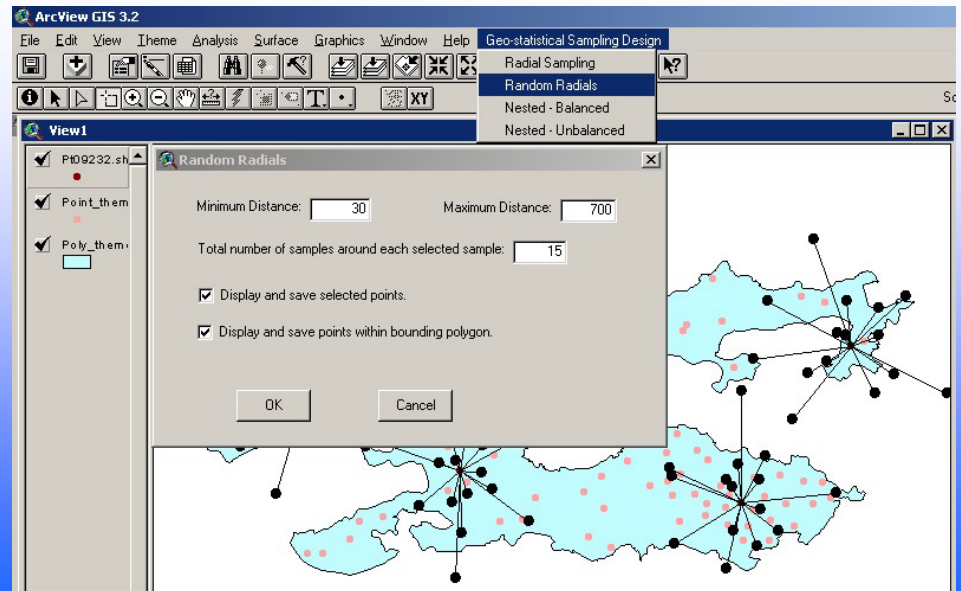 ArcView GIS 3.2
File Edit View Theme Analysis Surface Graphics Window Help Geo-statistical Sampling Design
Radial Sampling
Random Radials
Nested - Balanced
Nested - Unbalanced
T XY Sc
View1
Pt09232.sh
Point_them
Poly_them
Random Radials
Minimum Distance: 30 Maximum Distance: 700
Total number of samples around each selected sample: 15
Display and save selected points.
Display and save points within bounding polygon.
OK Cancel